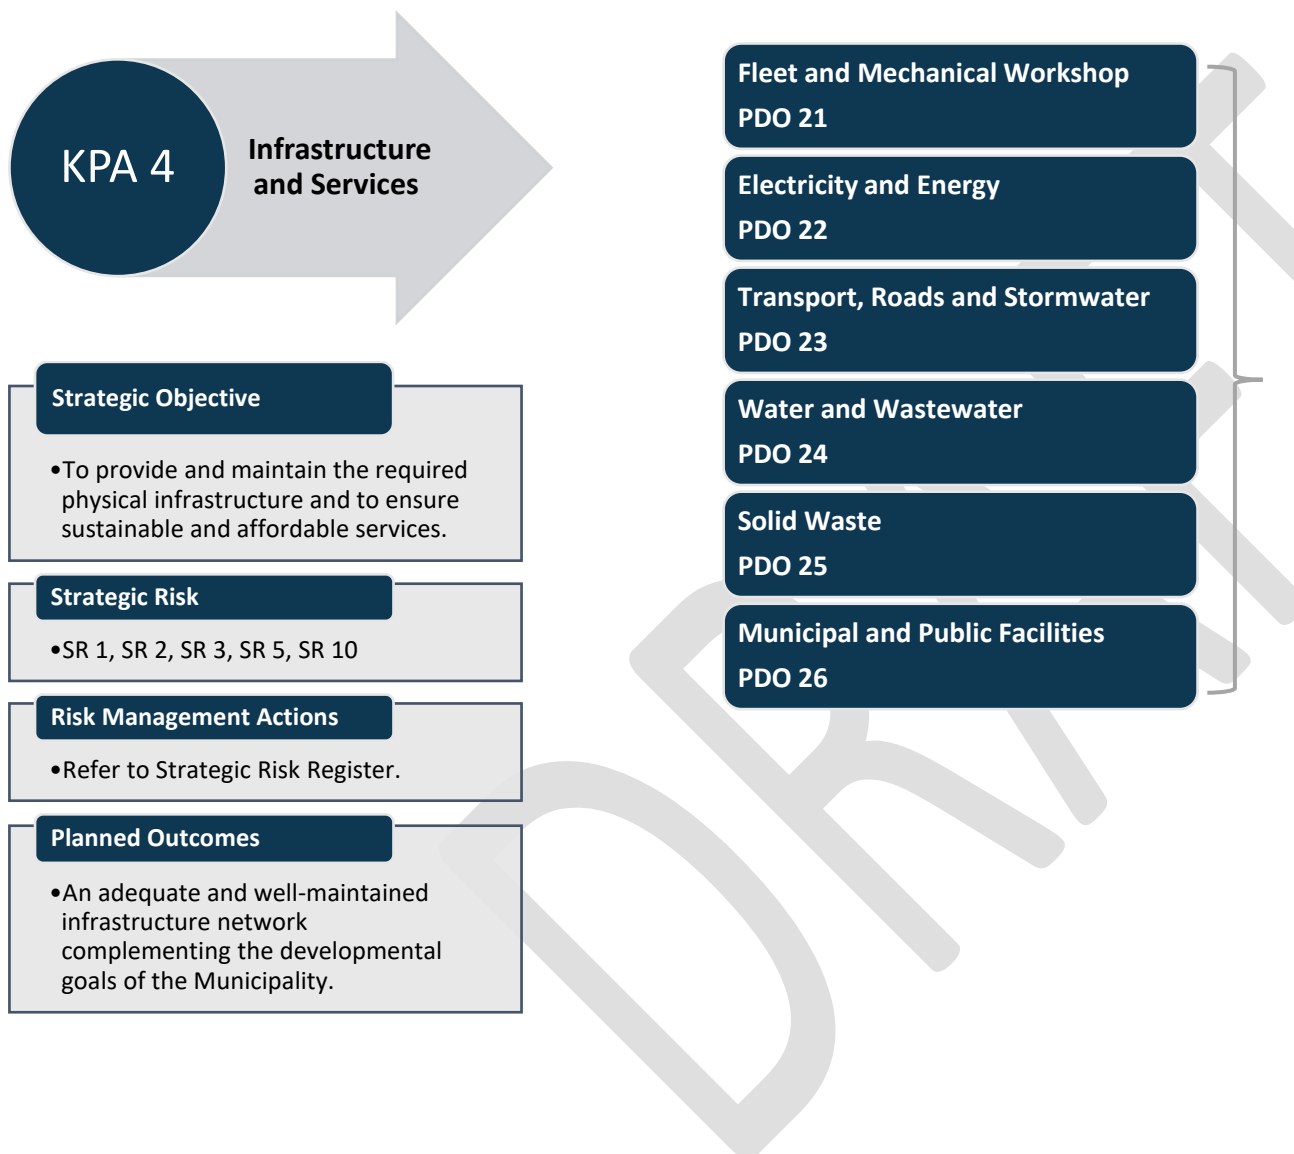 KPA 4
Infrastructure
and Services
Strategic Objective
•To provide and maintain the required
physical infrastructure and to ensure
sustainable and affordable services.
Strategic Risk
•SR 1, SR 2, SR 3, SR 5, SR 10
Risk Management Actions
•Refer to Strategic Risk Register.
Planned Outcomes
•An adequate and well-maintained
infrastructure network
complementing the developmental
goals of the Municipality.
Fleet and Mechanical Workshop
PDO 21
Electricity and Energy
PDO 22
Transport, Roads and Stormwater
PDO 23
Water and Wastewater
PDO 24
Solid Waste
PDO 25
Municipal and Public Facilities
PDO 26
DRAFT